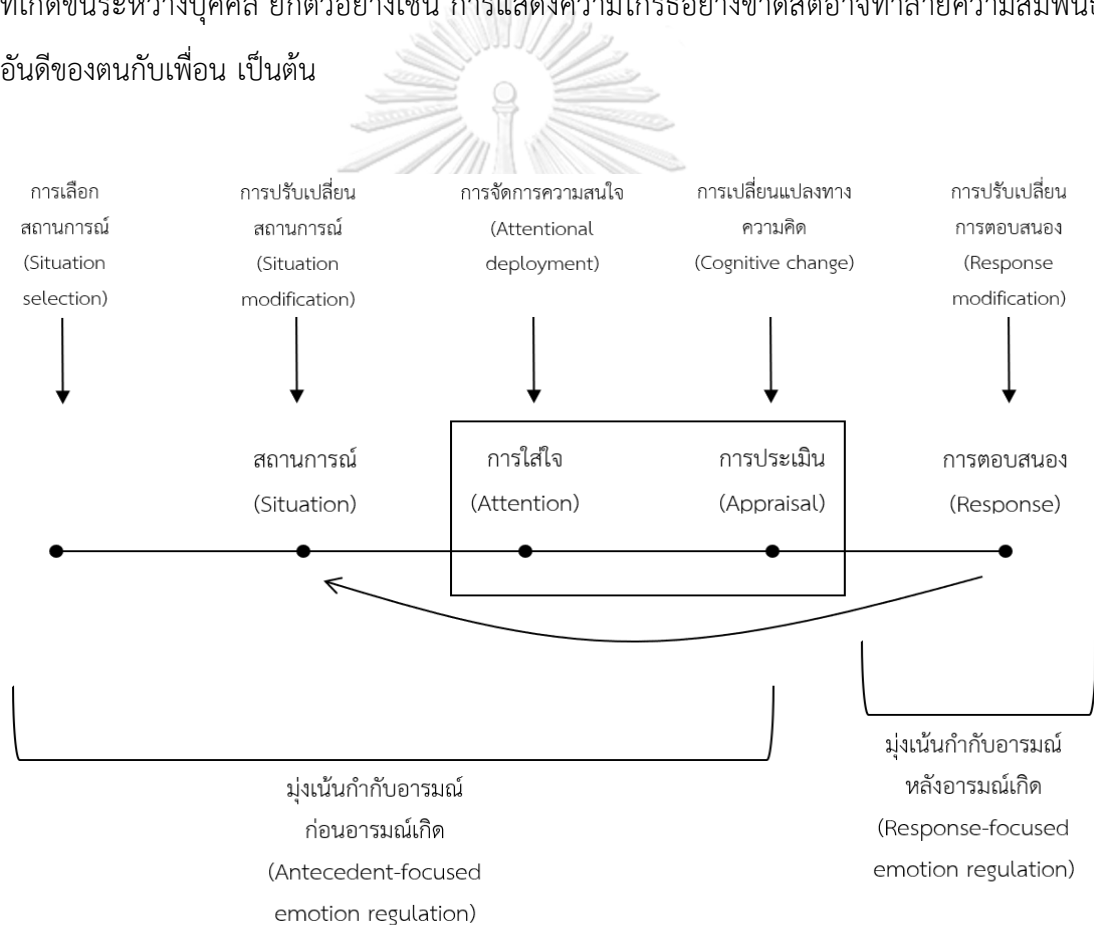 ที่เกิดขึ้นระหว่างบุคคล ยกตัวอย่างเช่น การแสดงความโกรธอย่างขาดสติอาจทำลายความสัมพันธ์
อันดีของตนกับเพื่อน เป็นต้น
การเลือก
สถานการณ์
(Situation
selection)
การปรับเปลี่ยน
สถานการณ์
(Situation
modification)
การจัดการความสนใจ
(Attentional
deployment)
การเปลี่ยนแปลงทาง
ความคิด
(Cognitive change)
การปรับเปลี่ยน
การตอบสนอง
(Response
modification)
สถานการณ์
(Situation)
การใส่ใจ
(Attention)
การประเมิน
(Appraisal)
การตอบสนอง
(Response)
มุ่งเน้นกำกับอารมณ์
ก่อนอารมณ์เกิด
(Antecedent-focused
emotion regulation)
มุ่งเน้นกำกับอารมณ์
หลังอารมณ์เกิด
(Response-focused
emotion regulation)